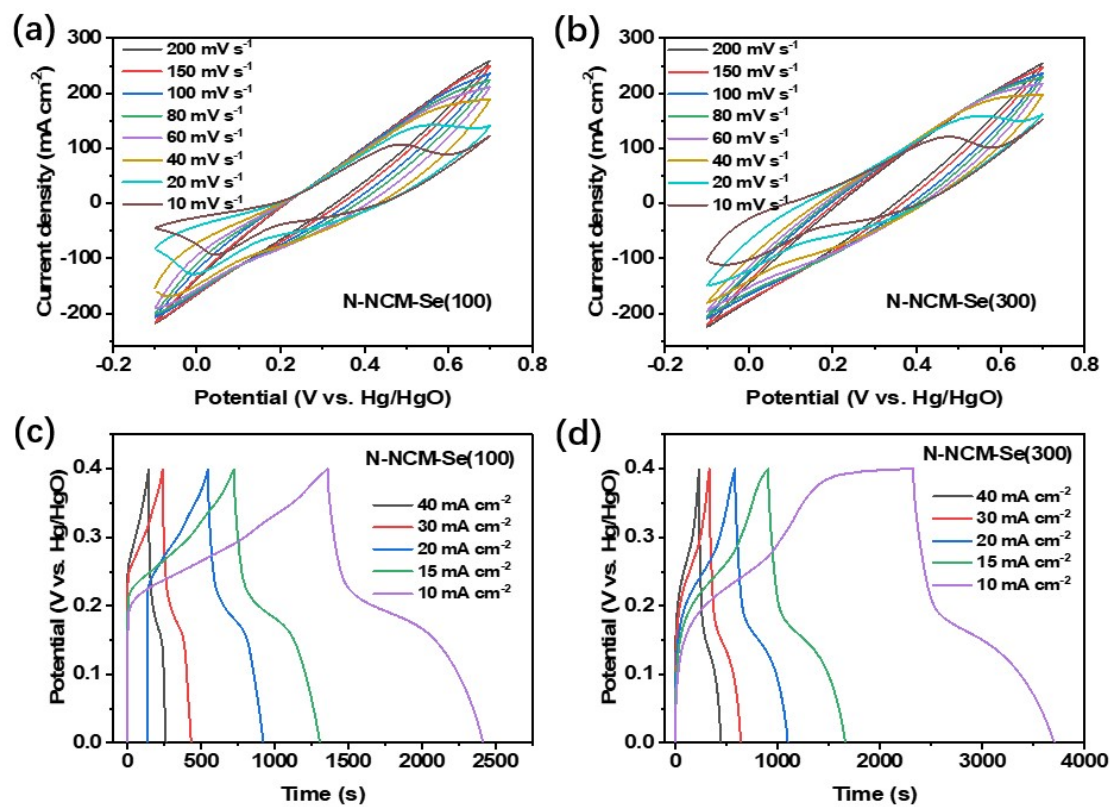 (a)
300
200
100
0
-100
-200
Current density (mA cm-2)
200 mV s-1
150 mV s-1
100 mV s-1
80 mV s-1
60 mV s-1
40 mV s-1
20 mV s-1
10 mV s-1
N-NCM-Se(100)
-0.2 0.0 0.2 0.4 0.6 0.8
Potential (V vs. Hg/HgO)
(b)
300
200
100
0
-100
-200
Current density (mA cm-2)
200 mV s-1
150 mV s-1
100 mV s-1
80 mV s-1
60 mV s-1
40 mV s-1
20 mV s-1
10 mV s-1
N-NCM-Se(300)
-0.2 0.0 0.2 0.4 0.6 0.8
Potential (V vs. Hg/HgO)
(c)
0.4
0.3
0.2
0.1
0.0
Potential (V vs. Hg/HgO)
N-NCM-Se(100)
40 mA cm-2
30 mA cm-2
20 mA cm-2
15 mA cm-2
10 mA cm-2
0 500 1000 1500 2000 2500
Time (s)
(d)
0.4
0.3
0.2
0.1
0.0
Potential (V vs. Hg/HgO)
N-NCM-Se(300)
40 mA cm-2
30 mA cm-2
20 mA cm-2
15 mA cm-2
10 mA cm-2
0 1000 2000 3000 4000
Time (s)